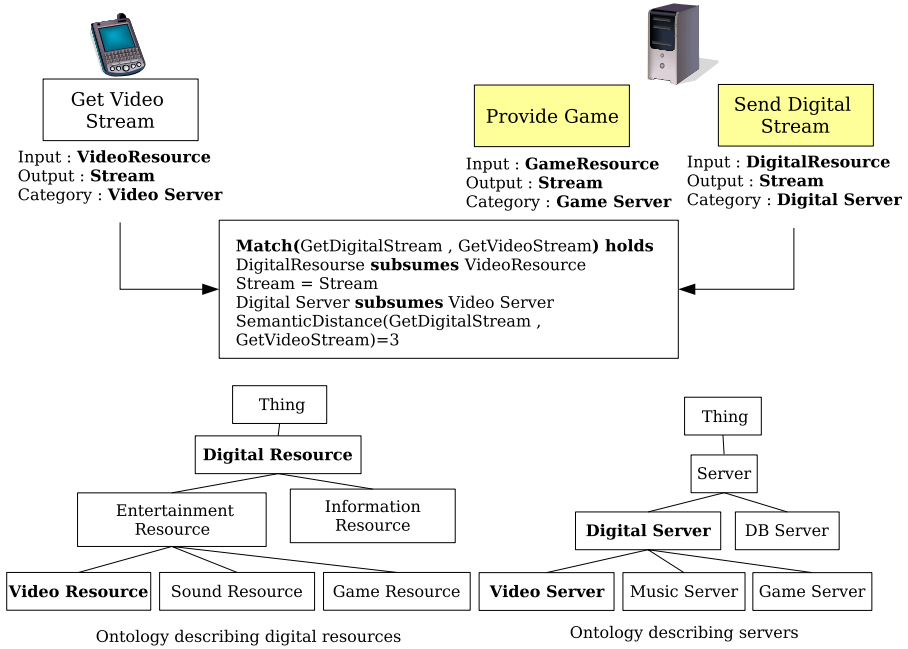 Get Video
Stream
Input : VideoResource
Output : Stream
Category : Video Server
Provide Game
Input : GameResource
Output : Stream
Category : Game Server
Send Digital
Stream
Input : DigitalResource
Output : Stream
Category : Digital Server
Match(GetDigitalStream , GetVideoStream) holds
DigitalResourse subsumes VideoResource
Stream = Stream
Digital Server subsumes Video Server
SemanticDistance(GetDigitalStream ,
GetVideoStream)=3
Thing
Digital Resource
Entertainment
Resource
Information
Resource
Video Resource
Sound Resource
Game Resource
Ontology describing digital resources
Thing
Server
Digital Server
DB Server
Video Server
Music Server
Game Server
Ontology describing servers